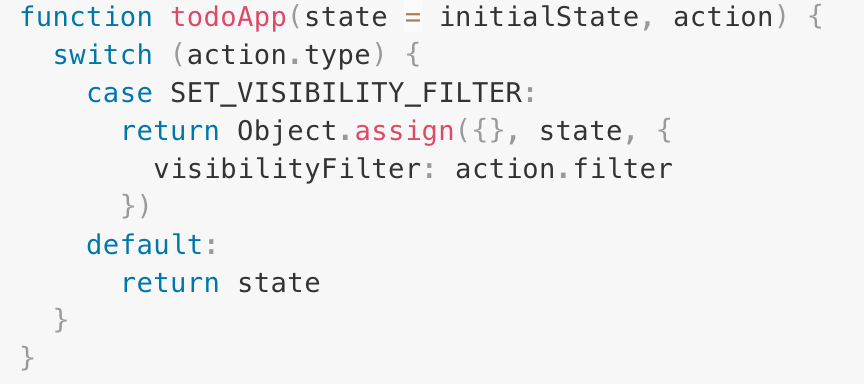 function todoApp(state = initialState, action) {
  switch (action.type) {
    case SET_VISIBILITY_FILTER:
      return Object.assign({}, state, {
        visibilityFilter: action.filter
      })
    default:
      return state
  }
}